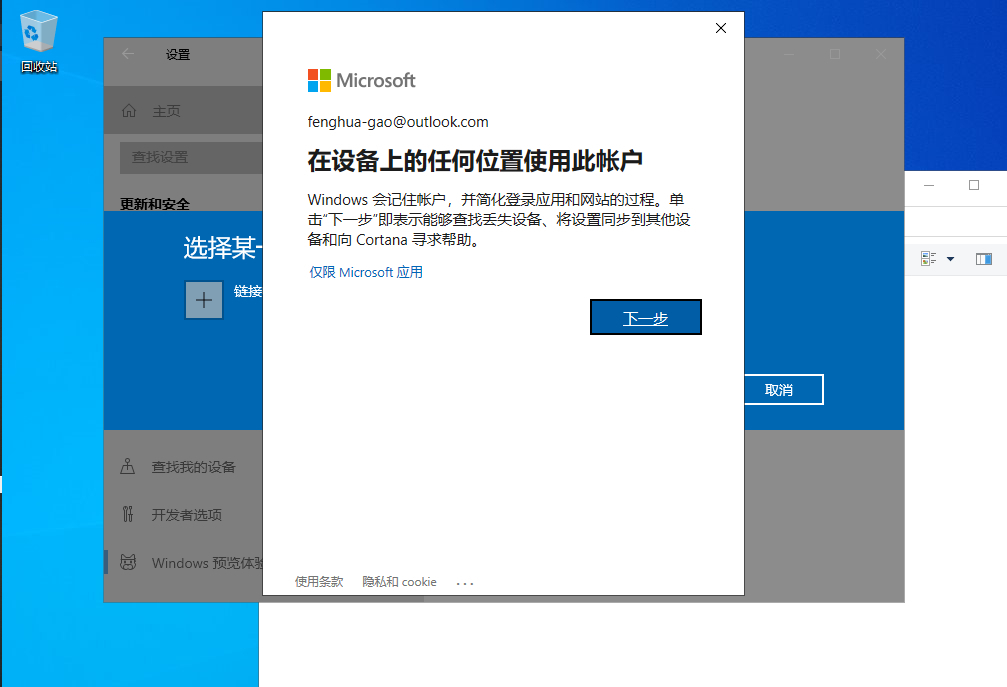 回收站
设置
主页
查找设置
更新和安全
选择某一
链接
取消
查找我的设备
开发者选项
Windows 预览体验
Microsoft
fenghua-gao@outlook.com
在设备上的任何位置使用此帐户
Windows 会记住帐户，并简化登录应用和网站的过程。单
击“下一步”即表示能够查找丢失设备、将设置同步到其他设
备和向 Cortana 寻求帮助。
仅限 Microsoft 应用
下一步
使用条款 隐私和 cookie ...